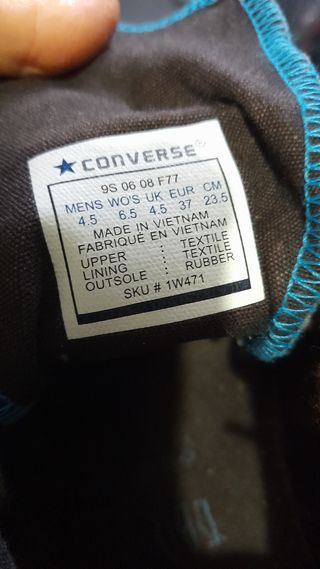 CONVERSE®
9S 06 08 F77
MENS WO'S UK EUR CM
4.5 6.5 4.5 37 23.5
MADE IN VIETNAM
FABRIQUÉ EN VIETNAM
UPPER : TEXTILE
LINING : TEXTILE
OUTSOLE : RUBBER
SKU # 1W471